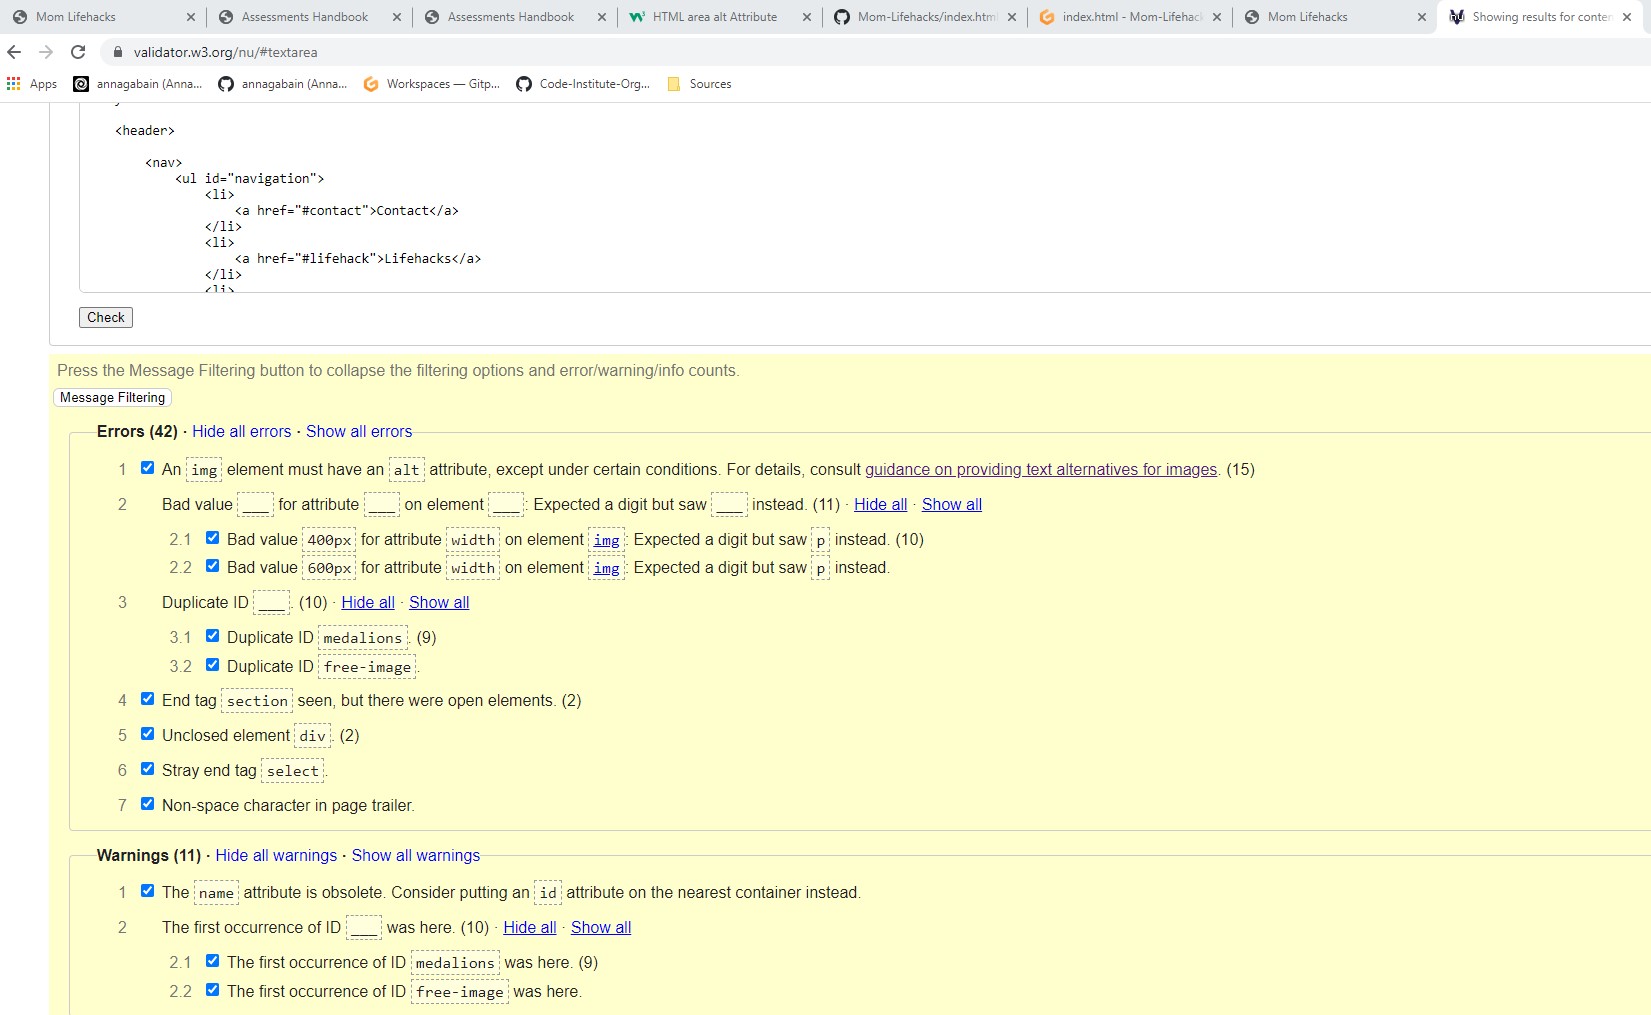 Mom Lifehacks
Assessments Handbook
Assessments Handbook
HTML area alt Attribute
Mom-Lifehacks/index.html
index.html - Mom-Lifehack
Mom Lifehacks
Showing results for conten
validator.w3.org/nu/#textarea
Apps
annagabain (Anna...
annagabain (Anna...
Workspaces — Gitp...
Code-Institute-Org...
Sources
<header>
<nav>
<ul id="navigation">
<li>
<a href="#contact">Contact</a>
</li>
<li>
<a href="#lifehack">Lifehacks</a>
</li>
<li>
Check
Press the Message Filtering button to collapse the filtering options and error/warning/info counts.
Message Filtering
Errors (42) · Hide all errors · Show all errors
1 An img element must have an alt attribute, except under certain conditions. For details, consult guidance on providing text alternatives for images. (15)
2 Bad value ___ for attribute ___ on element ___: Expected a digit but saw ___ instead. (11) · Hide all · Show all
2.1 Bad value 400px for attribute width on element img: Expected a digit but saw p instead. (10)
2.2 Bad value 600px for attribute width on element img: Expected a digit but saw p instead.
3 Duplicate ID ___. (10) · Hide all · Show all
3.1 Duplicate ID medalions. (9)
3.2 Duplicate ID free-image.
4 End tag section seen, but there were open elements. (2)
5 Unclosed element div. (2)
6 Stray end tag select.
7 Non-space character in page trailer.
Warnings (11) · Hide all warnings · Show all warnings
1 The name attribute is obsolete. Consider putting an id attribute on the nearest container instead.
2 The first occurrence of ID ___ was here. (10) · Hide all · Show all
2.1 The first occurrence of ID medalions was here. (9)
2.2 The first occurrence of ID free-image was here.